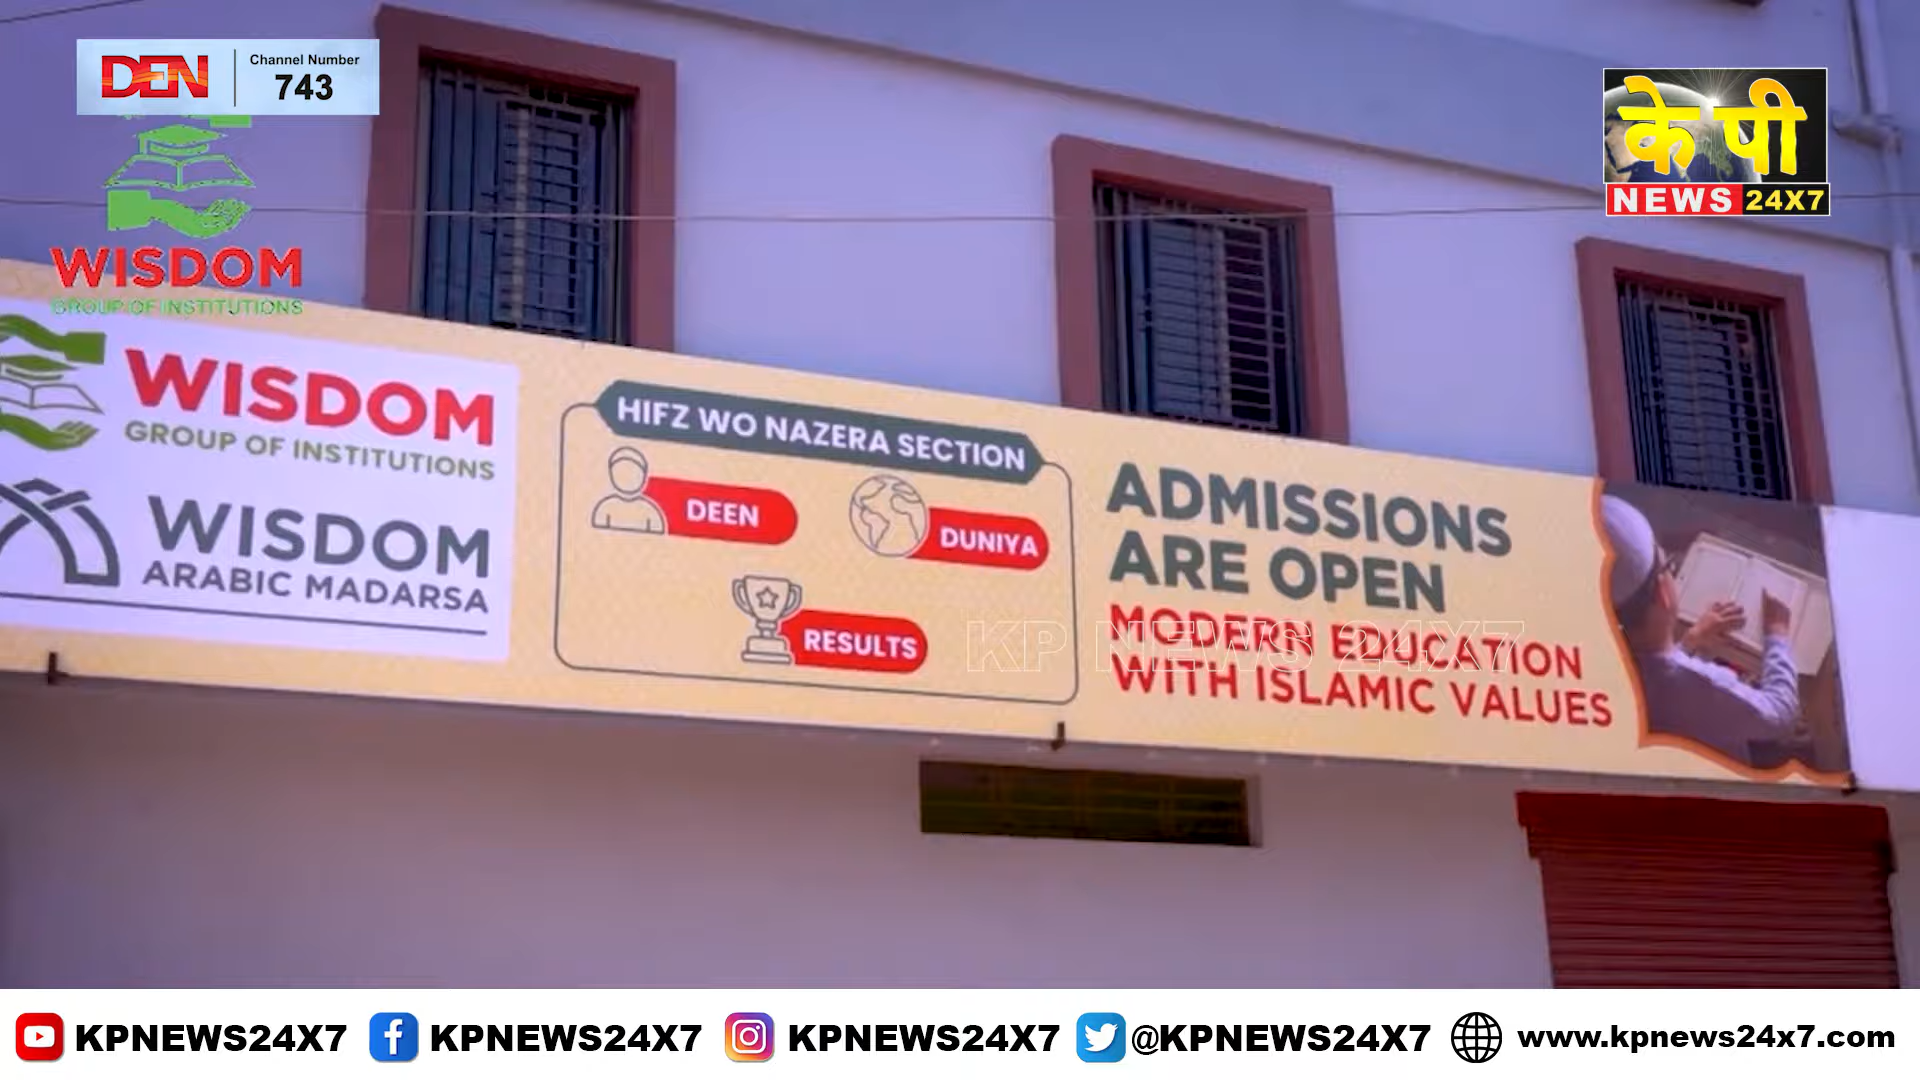 DEN
Channel Number
743
के पी
NEWS 24X7
WISDOM
GROUP OF INSTITUTIONS
WISDOM
GROUP OF INSTITUTIONS
WISDOM
ARABIC MADARSA
HIFZ WO NAZERA SECTION
DEEN
DUNIYA
RESULTS
ADMISSIONS
ARE OPEN
MODERN EDUCATION
WITH ISLAMIC VALUES
KP NEWS 24X7
KPNEWS24X7
KPNEWS24X7
KPNEWS24X7
@KPNEWS24X7
www.kpnews24x7.com